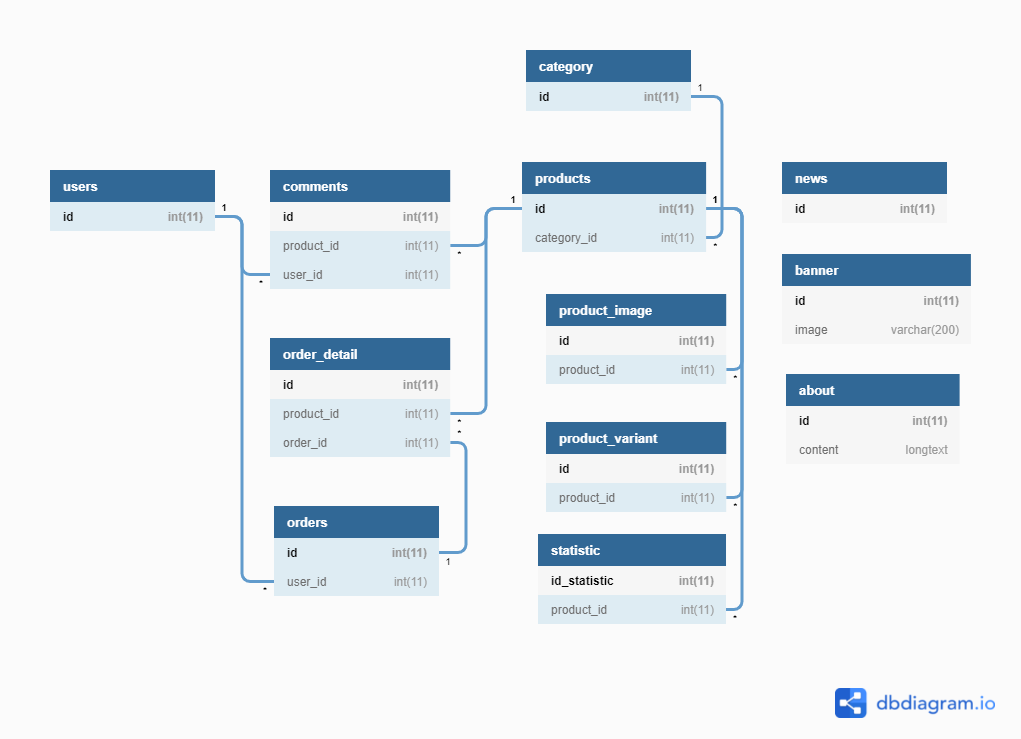 category
id int(11)
1
users
id int(11)
1
comments
id int(11)
product_id int(11)
*
user_id int(11)
*
products
1
id int(11)
1
category_id int(11)
*
news
id int(11)
banner
id int(11)
image varchar(200)
product_image
id int(11)
product_id int(11)
*
order_detail
id int(11)
product_id int(11)
*
*
order_id int(11)
about
id int(11)
content longtext
product_variant
id int(11)
product_id int(11)
*
orders
id int(11)
1
user_id int(11)
*
statistic
id_statistic int(11)
product_id int(11)
*
dbdiagram.io